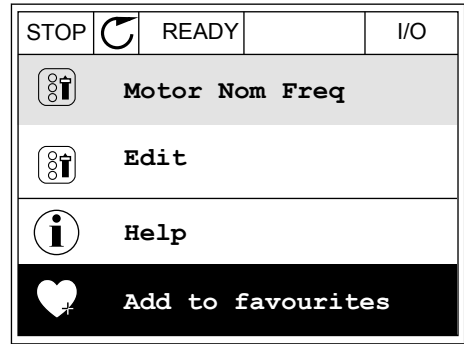 STOP READY I/O
Motor Nom Freq
Edit
Help
Add to favourites